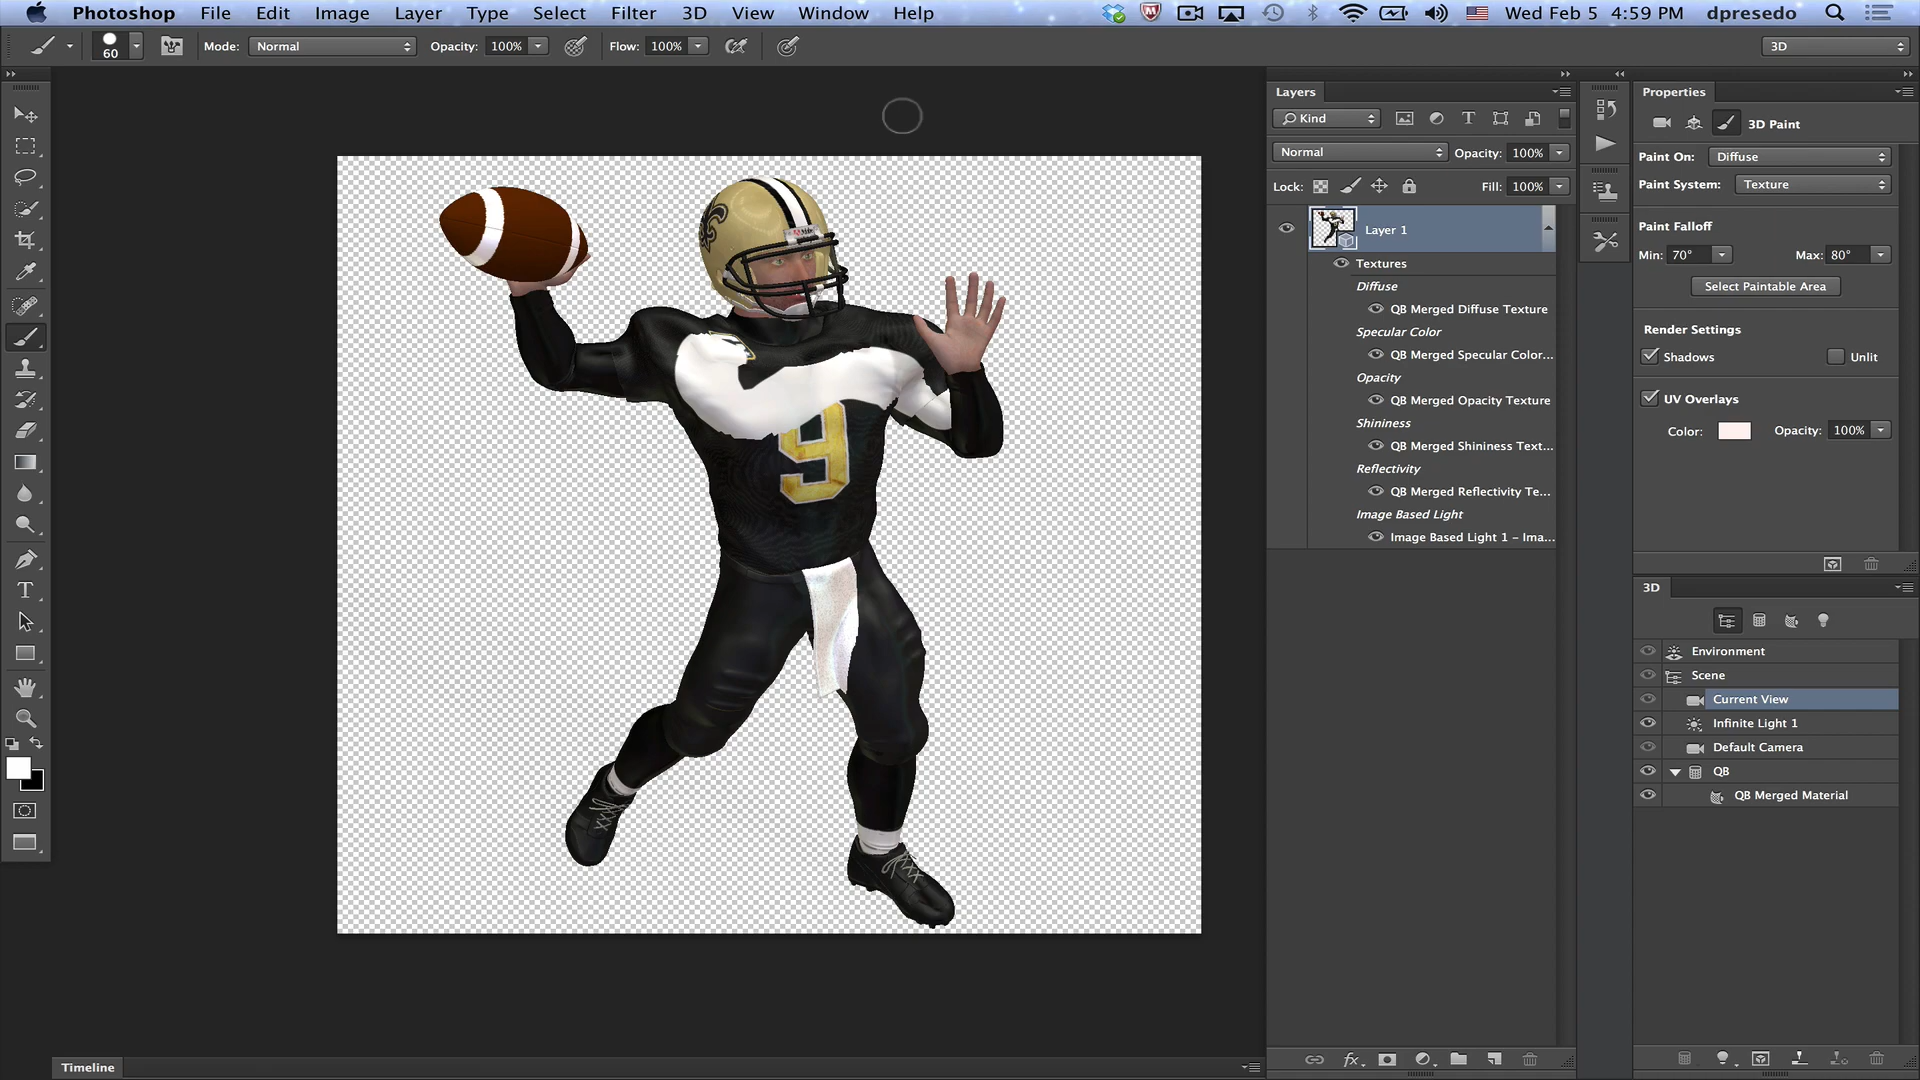 Photoshop File Edit Image Layer Type Select Filter 3D View Window Help Wed Feb 5 4:59 PM dpresedo
60 Mode: Normal Opacity: 100% Flow: 100% 3D
Layers
Kind
Normal Opacity: 100%
Lock: Fill: 100%
Layer 1
Textures
Diffuse
QB Merged Diffuse Texture
Specular Color
QB Merged Specular Color...
Opacity
QB Merged Opacity Texture
Shininess
QB Merged Shininess Text...
Reflectivity
QB Merged Reflectivity Te...
Image Based Light
Image Based Light 1 – Ima...
Properties
3D Paint
Paint On: Diffuse
Paint System: Texture
Paint Falloff
Min: 70° Max: 80°
Select Paintable Area
Render Settings
Shadows Unlit
UV Overlays
Color: Opacity: 100%
3D
Environment
Scene
Current View
Infinite Light 1
Default Camera
QB
QB Merged Material
9
Timeline